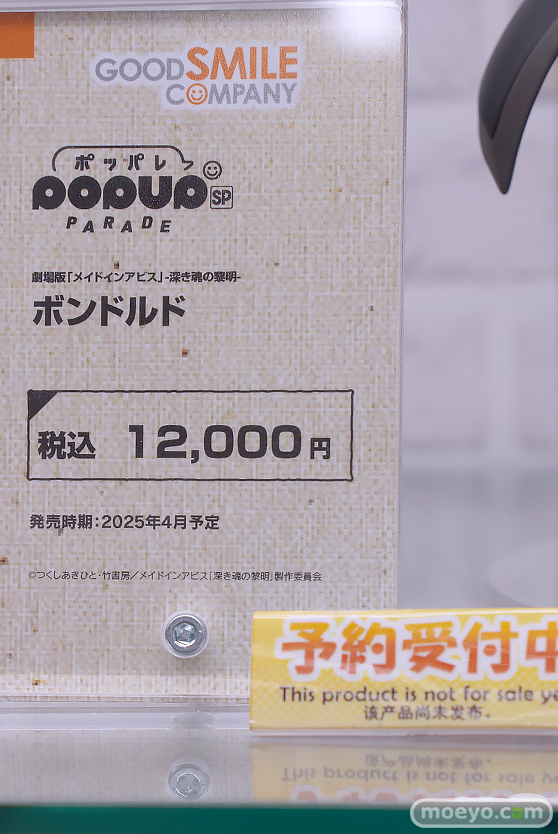 GOODSMILE
COMPANY
ポッパレ
POPUP SP
PARADE
劇場版「メイドインアビス」-深き魂の黎明-
ボンドルド
税込 12,000円
発売時期：2025年4月予定
©つくしあきひと・竹書房／メイドインアビス「深き魂の黎明」製作委員会
予約受付中
This product is not for sale ye
该产品尚未发布。
moeyo.com